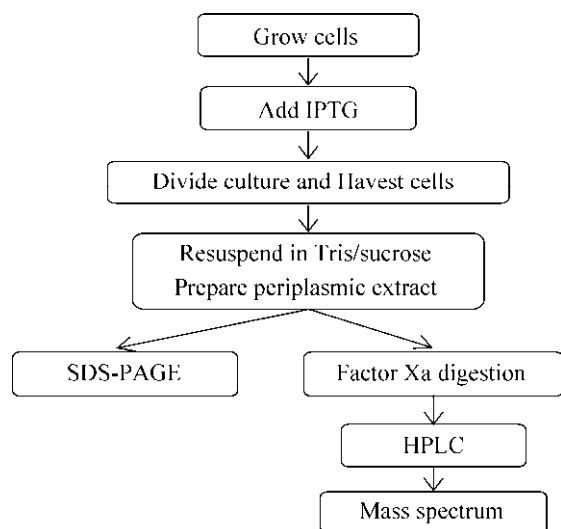 Grow cells
Add IPTG
Divide culture and Havest cells
Resuspend in Tris/sucrose
Prepare periplasmic extract
SDS-PAGE
Factor Xa digestion
HPLC
Mass spectrum